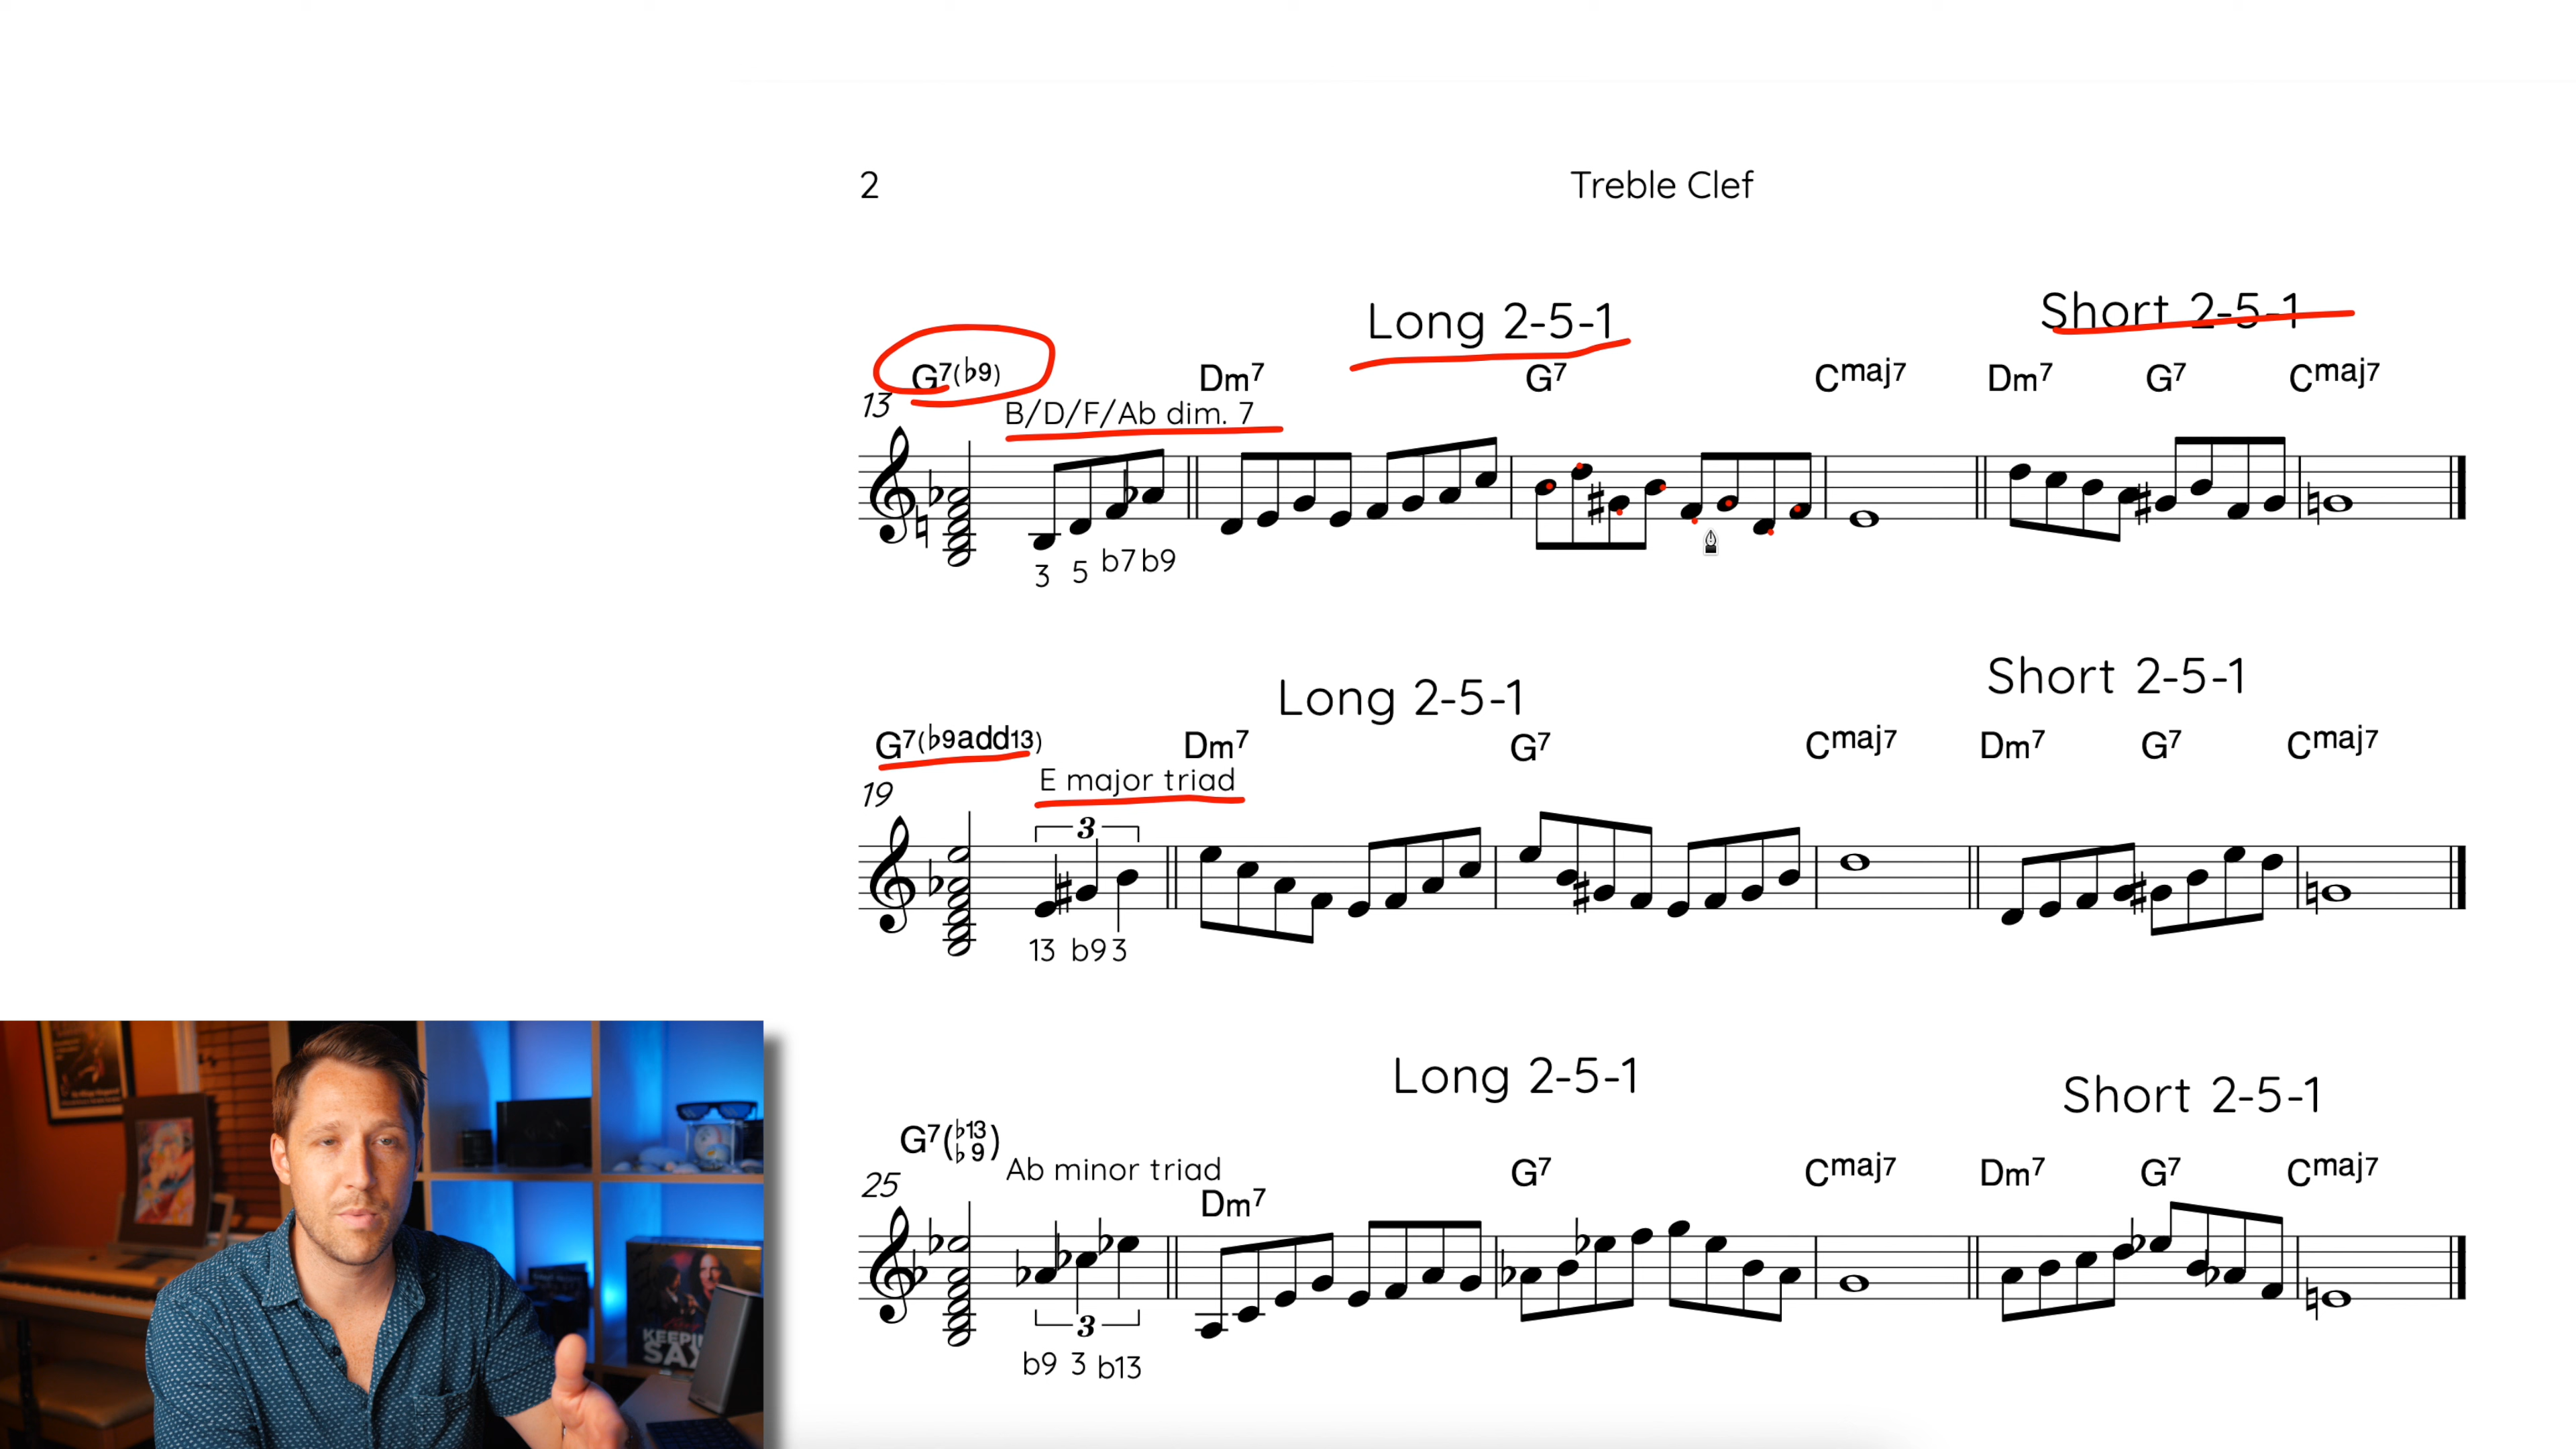 2 Treble Clef
Long 2-5-1 Short 2-5-1
G7(♭9) Dm7 G7 Cmaj7 Dm7 G7 Cmaj7
B/D/F/Ab dim. 7
13
3 5 b7 b9
Long 2-5-1 Short 2-5-1
G7(♭9add13) Dm7 G7 Cmaj7 Dm7 G7 Cmaj7
E major triad
19
3
13 b9 3
Long 2-5-1 Short 2-5-1
G7(♭13 ♭9) Dm7 G7 Cmaj7 Dm7 G7 Cmaj7
Ab minor triad
25
3
b9 3 b13
SAX